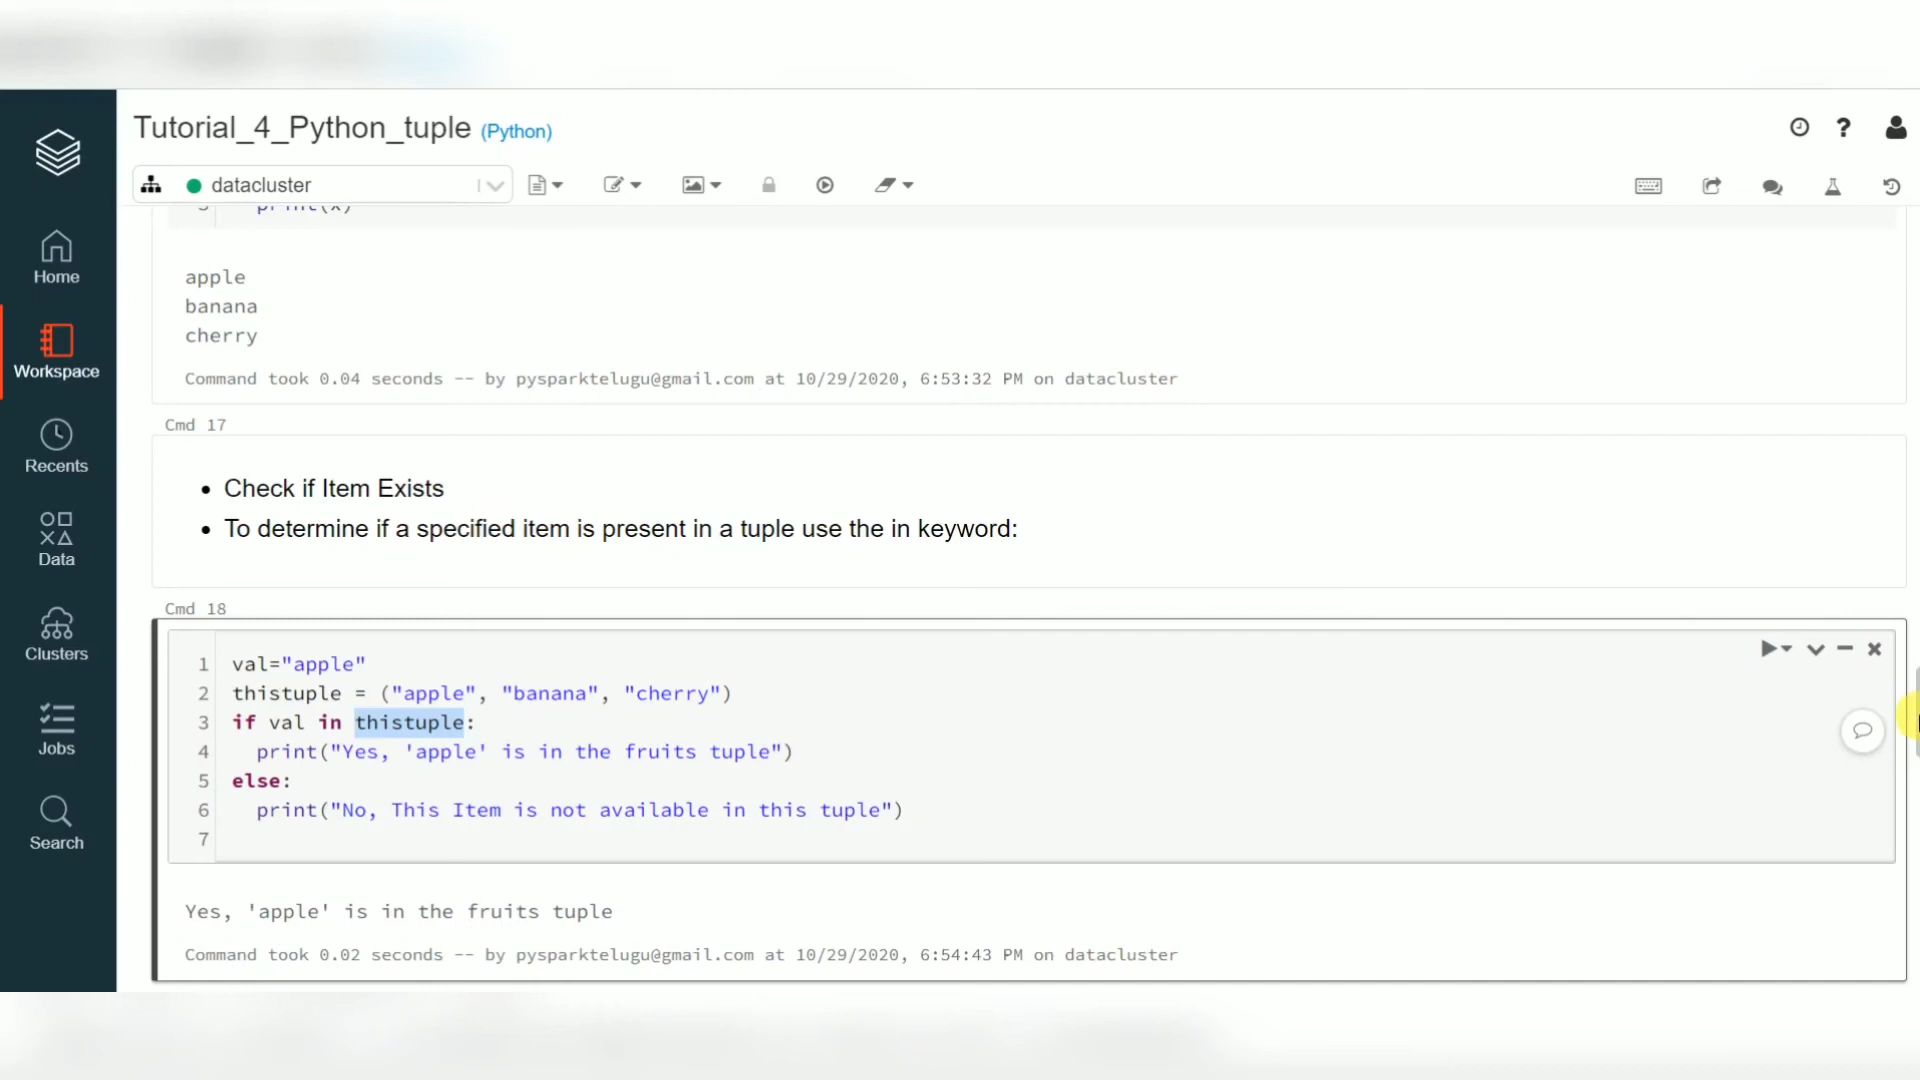 Tutorial_4_Python_tuple (Python)
datacluster
print(x)
apple
banana
cherry
Command took 0.04 seconds -- by pysparktelugu@gmail.com at 10/29/2020, 6:53:32 PM on datacluster
Cmd 17
• Check if Item Exists
• To determine if a specified item is present in a tuple use the in keyword:
Cmd 18
1 val="apple"
2 thistuple = ("apple", "banana", "cherry")
3 if val in thistuple:
4 print("Yes, 'apple' is in the fruits tuple")
5 else:
6 print("No, This Item is not available in this tuple")
7
Yes, 'apple' is in the fruits tuple
Command took 0.02 seconds -- by pysparktelugu@gmail.com at 10/29/2020, 6:54:43 PM on datacluster
Home
Workspace
Recents
Data
Clusters
Jobs
Search